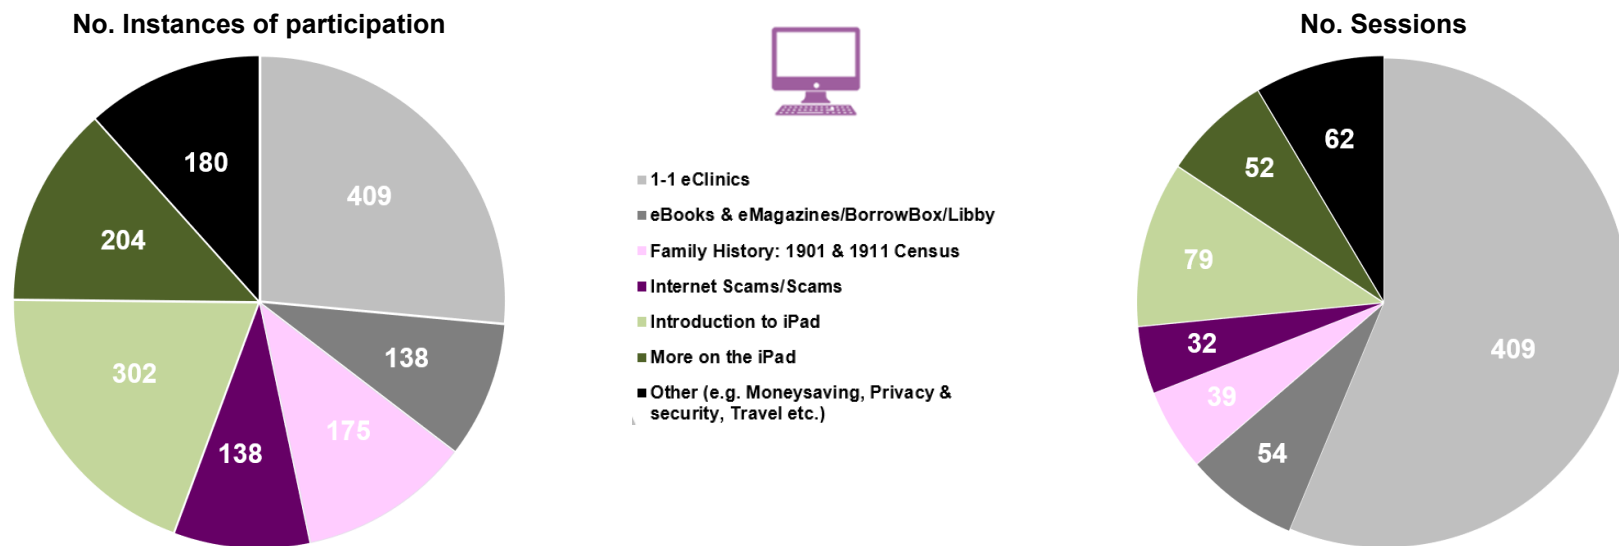 No. Instances of participation
180
409
204
138
302
175
138
1-1 eClinics
eBooks & eMagazines/BorrowBox/Libby
Family History: 1901 & 1911 Census
Internet Scams/Scams
Introduction to iPad
More on the iPad
Other (e.g. Moneysaving, Privacy &
security, Travel etc.)
No. Sessions
62
52
79
32
39
54
409